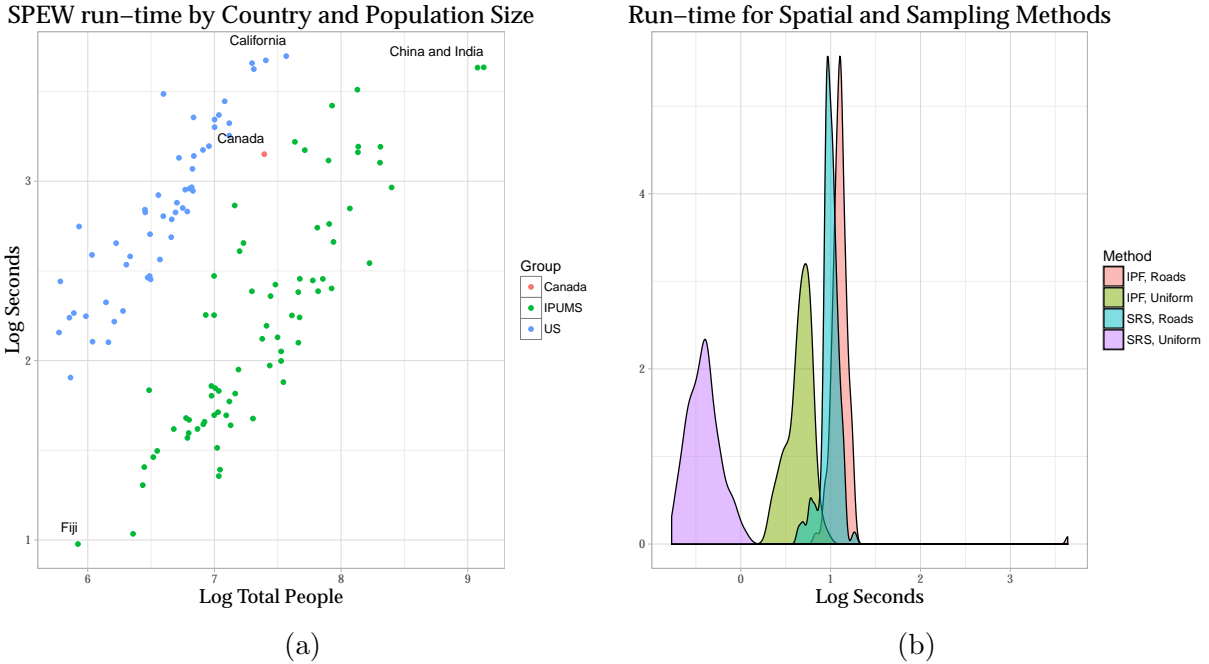 SPEW run−time by Country and Population Size
California
China and India
Canada
Fiji
3
2
1
6
7
8
9
Log Seconds
Log Total People
Group
Canada
IPUMS
US
(a)
Run−time for Spatial and Sampling Methods
4
2
0
0
1
2
3
Log Seconds
Method
IPF, Roads
IPF, Uniform
SRS, Roads
SRS, Uniform
(b)